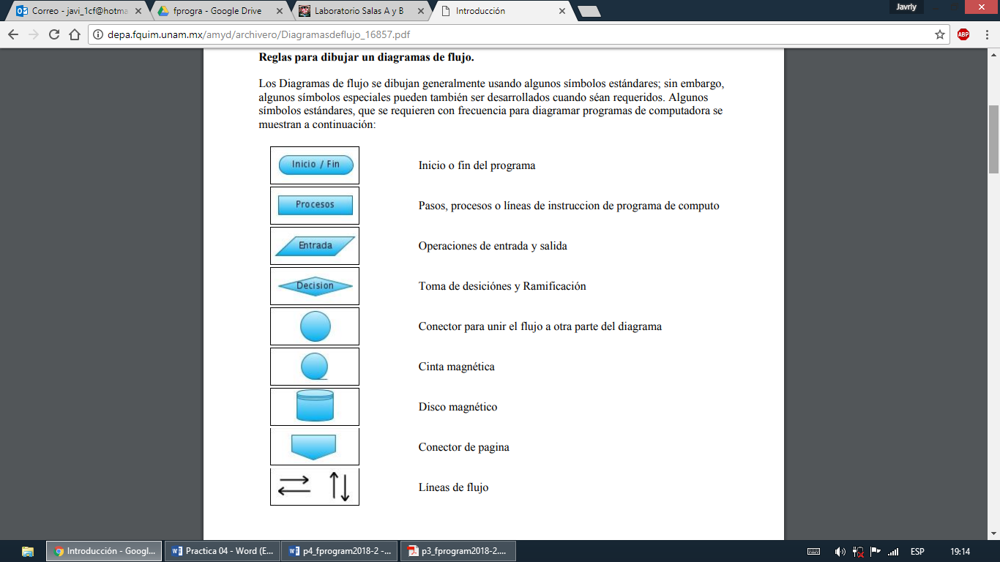 Correo - javi_1cf@hotma
fprogra - Google Drive
Laboratorio Salas A y B
Introducción
Javrly
depa.fquim.unam.mx/amyd/archivero/Diagramasdeflujo_16857.pdf
ABP
Reglas para dibujar un diagramas de flujo.
Los Diagramas de flujo se dibujan generalmente usando algunos símbolos estándares; sin embargo,
algunos símbolos especiales pueden también ser desarrollados cuando séan requeridos. Algunos
símbolos estándares, que se requieren con frecuencia para diagramar programas de computadora se
muestran a continuación:
Inicio / Fin
Inicio o fin del programa
Procesos
Pasos, procesos o líneas de instruccion de programa de computo
Entrada
Operaciones de entrada y salida
Decision
Toma de desiciónes y Ramificación
Conector para unir el flujo a otra parte del diagrama
Cinta magnética
Disco magnético
Conector de pagina
Líneas de flujo
Introducción - Googl...
Practica 04 - Word (E...
p4_fprogram2018-2 -...
p3_fprogram2018-2....
ESP
19:14